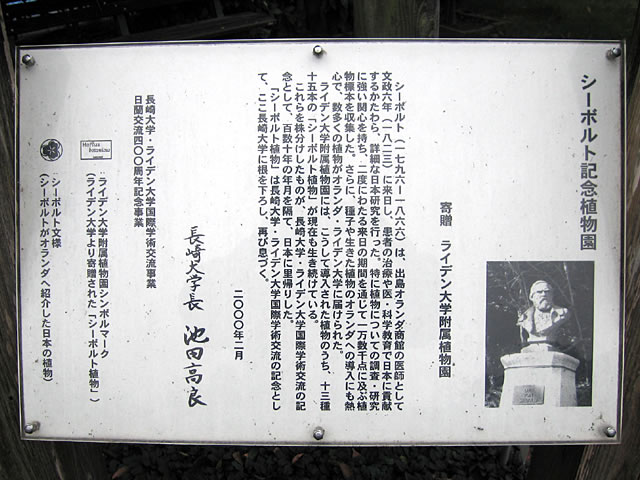 シーボルト記念植物園
寄贈　ライデン大学附属植物園
シーボルト（一七九六－一八六六）は、出島オランダ商館の医師として
文政六年（一八二三）に来日し、患者の治療や医・科学教育で日本に貢献
するかたわら、詳細な日本研究を行った。特に植物についての調査・研究
に強い関心を持ち、二度にわたる来日の期間を通じて一万数千点に及ぶ植
物標本を収集した。さらに、種子や生きた植物のオランダへの導入にも熱
心で、数多くの植物がオランダ・ライデン大学に届けられた。
ライデン大学附属植物園には、こうして導入された植物のうち、十三種
十五本の「シーボルト植物」が現在も生き続けている。
これらを株分けしたものが、長崎大学・ライデン大学国際学術交流の記
念として、百数十年の年月を隔て、日本に里帰りした。
「シーボルト植物」は長崎大学・ライデン大学国際学術交流の記念とし
て、ここ長崎大学に根を下ろし、再び息づく。
二〇〇〇年二月
長崎大学長　池田高良
長崎大学・ライデン大学国際学術交流事業
日蘭交流四〇〇周年記念事業
Hortus
Botanicus
…ライデン大学附属植物園シンボルマーク
（ライデン大学より寄贈された「シーボルト植物」）
…シーボルト文様
（シーボルトがオランダへ紹介した日本の植物）